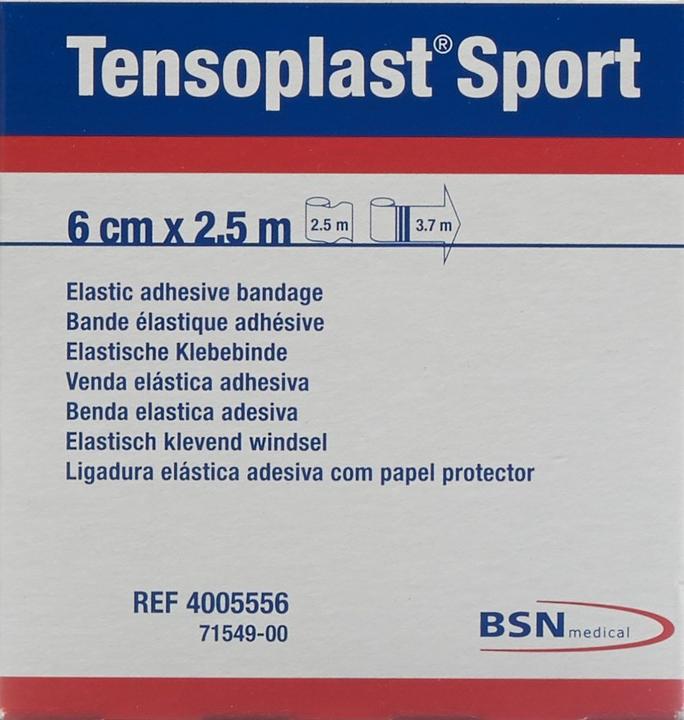 Tensoplast® Sport
6 cm x 2.5 m 2.5 m 3.7 m
Elastic adhesive bandage
Bande élastique adhésive
Elastische Klebebinde
Venda elástica adhesiva
Benda elastica adesiva
Elastisch klevend windsel
Ligadura elástica adesiva com papel protector
REF 4005556
71549-00
BSN medical